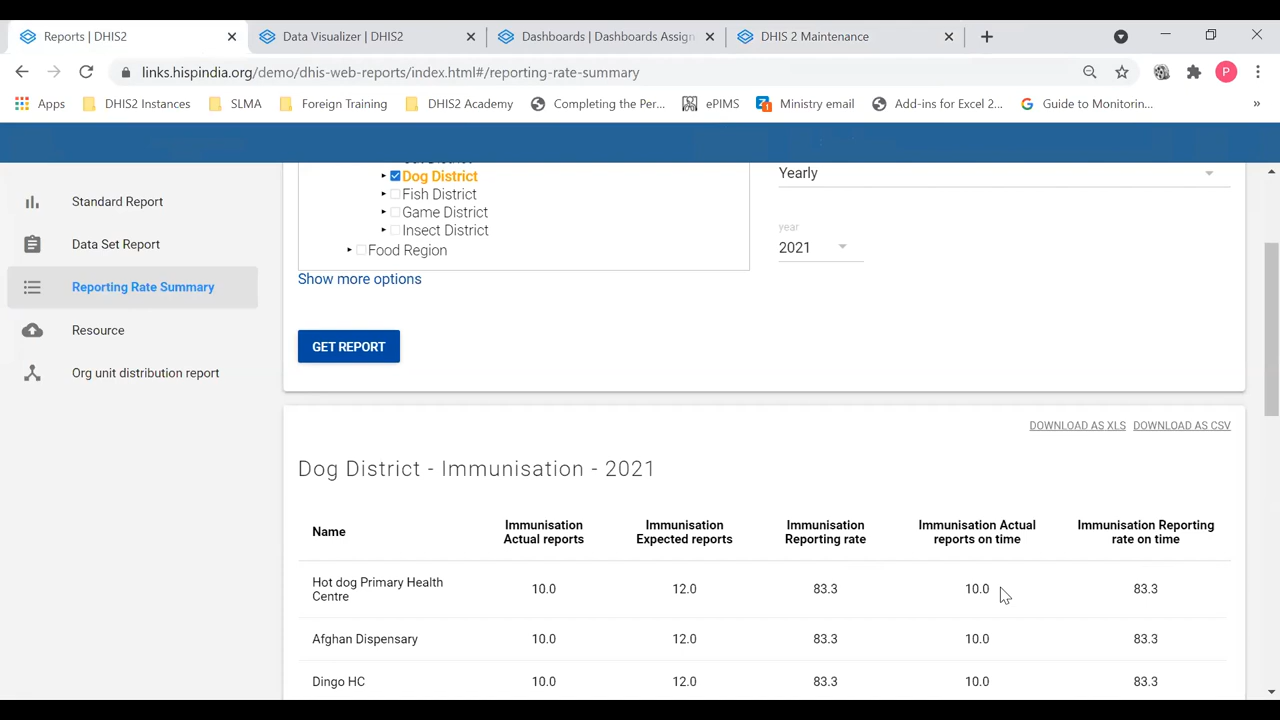 Reports | DHIS2
Data Visualizer | DHIS2
Dashboards | Dashboards Assign
DHIS 2 Maintenance
links.hispindia.org/demo/dhis-web-reports/index.html#/reporting-rate-summary
P
Apps
DHIS2 Instances
SLMA
Foreign Training
DHIS2 Academy
Completing the Per...
ePIMS
Ministry email
Add-ins for Excel 2...
Guide to Monitorin...
»
Dog District
Fish District
Game District
Insect District
Food Region
Show more options
Yearly
year
2021
GET REPORT
Standard Report
Data Set Report
Reporting Rate Summary
Resource
Org unit distribution report
DOWNLOAD AS XLS DOWNLOAD AS CSV
Dog District - Immunisation - 2021
Name
Immunisation Actual reports
Immunisation Expected reports
Immunisation Reporting rate
Immunisation Actual reports on time
Immunisation Reporting rate on time
Hot dog Primary Health Centre 10.0 12.0 83.3 10.0 83.3
Afghan Dispensary 10.0 12.0 83.3 10.0 83.3
Dingo HC 10.0 12.0 83.3 10.0 83.3